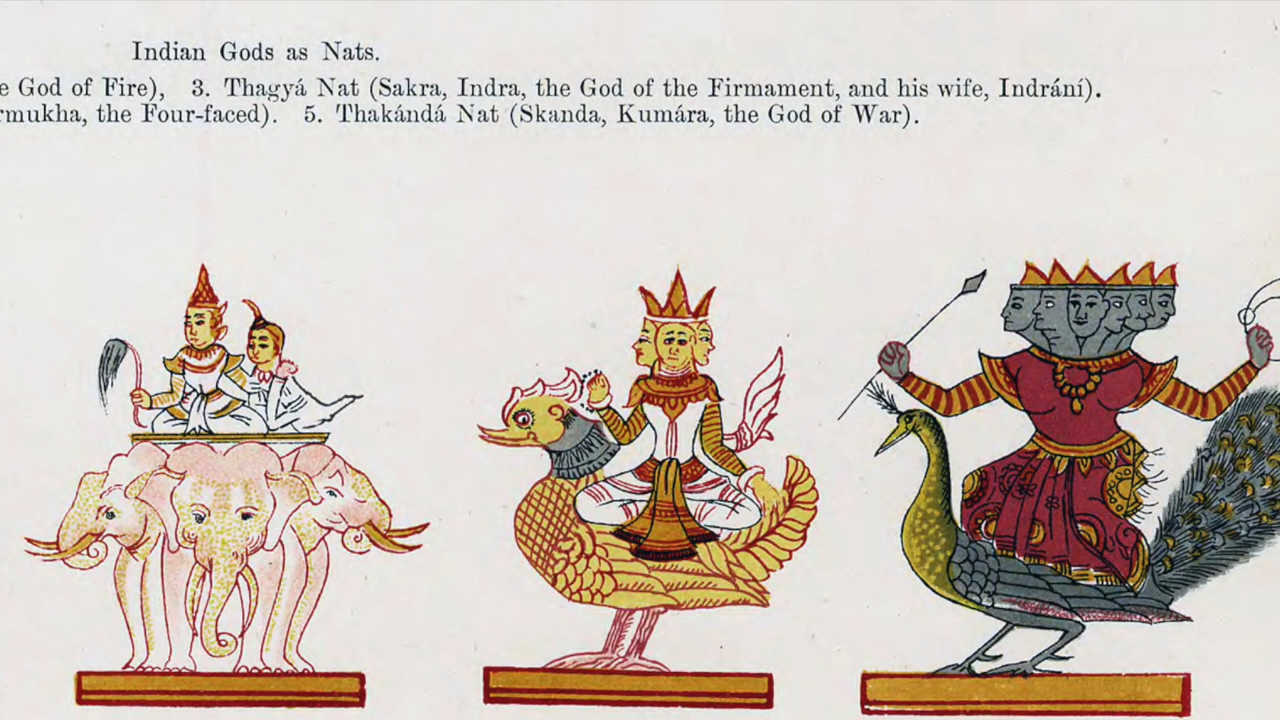 Indian Gods as Nats.
e God of Fire), 3. Thagyá Nat (Sakra, Indra, the God of the Firmament, and his wife, Indrání).
rmukha, the Four-faced). 5. Thakándá Nat (Skanda, Kumára, the God of War).